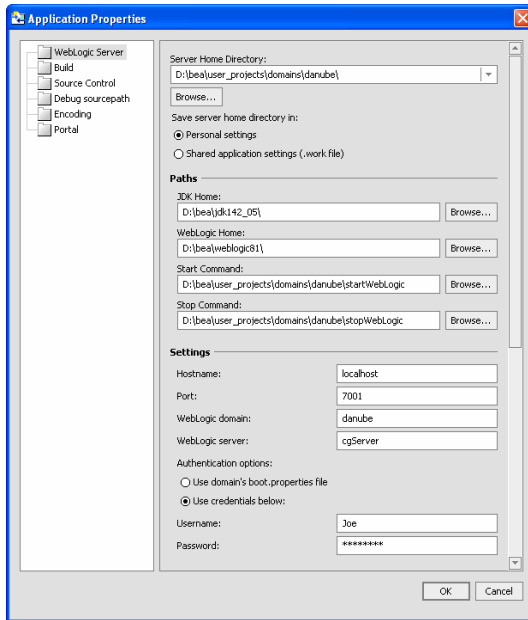 Application Properties
WebLogic Server
Build
Source Control
Debug sourcepath
Encoding
Portal
Server Home Directory:
D:\bea\user_projects\domains\danube\
Browse...
Save server home directory in:
Personal settings
Shared application settings (.work file)
Paths
JDK Home:
D:\bea\jdk142_05\ Browse...
WebLogic Home:
D:\bea\weblogic81\ Browse...
Start Command:
D:\bea\user_projects\domains\danube\startWebLogic Browse...
Stop Command:
D:\bea\user_projects\domains\danube\stopWebLogic Browse...
Settings
Hostname: localhost
Port: 7001
WebLogic domain: danube
WebLogic server: cgServer
Authentication options:
Use domain's boot.properties file
Use credentials below:
Username: Joe
Password: ********
OK Cancel